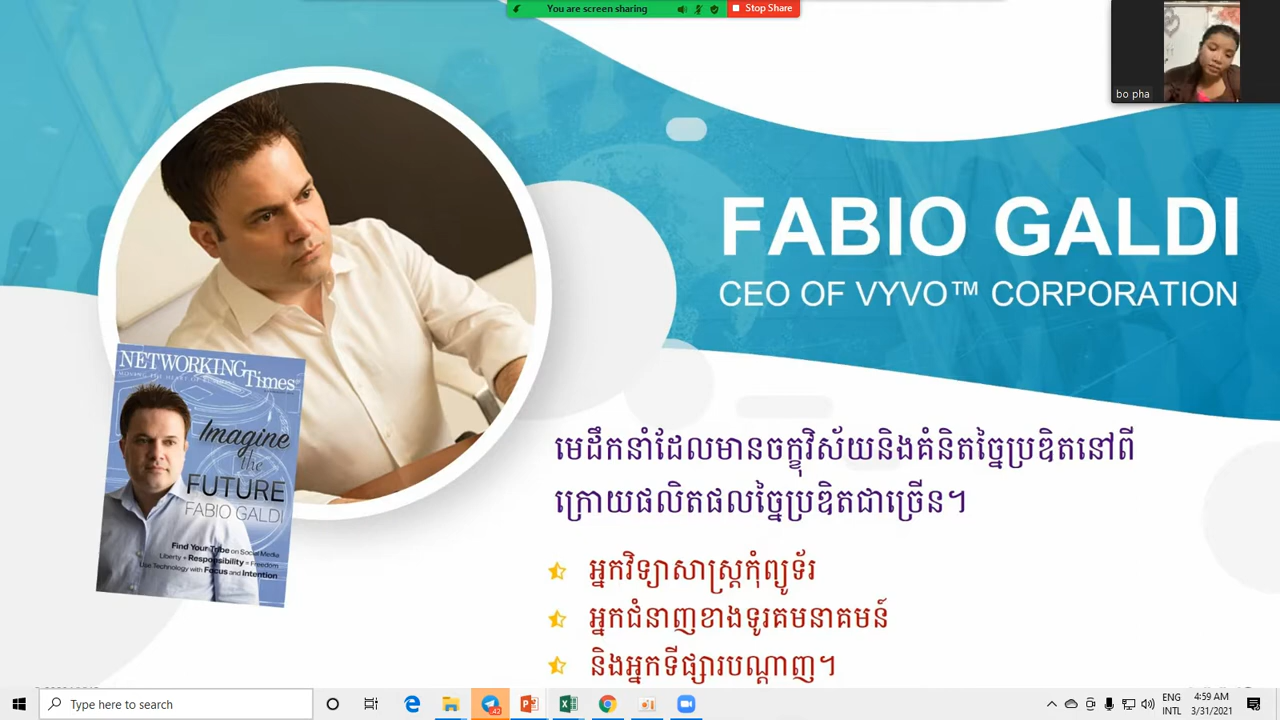 You are screen sharing
Stop Share
bo pha
FABIO GALDI
CEO OF VYVO™ CORPORATION
NETWORKING
Times
Imagine
the
FUTURE
FABIO GALDI
Find Your Tribe on Social Media
Liberty + Responsibility = Freedom
Use Technology with Focus and Intention
មេដឹកនាំដែលមានចក្ខុវិស័យនិងគំនិតច្នៃប្រឌិតនៅពី
ក្រោយផលិតផលច្នៃប្រឌិតជាច្រើន។
អ្នកវិទ្យាសាស្ត្រកុំព្យូទ័រ
អ្នកជំនាញខាងទូរគមនាគមន៍
និងអ្នកទីផ្សារបណ្តាញ។
Type here to search
42
ENG
INTL
4:59 AM
3/31/2021